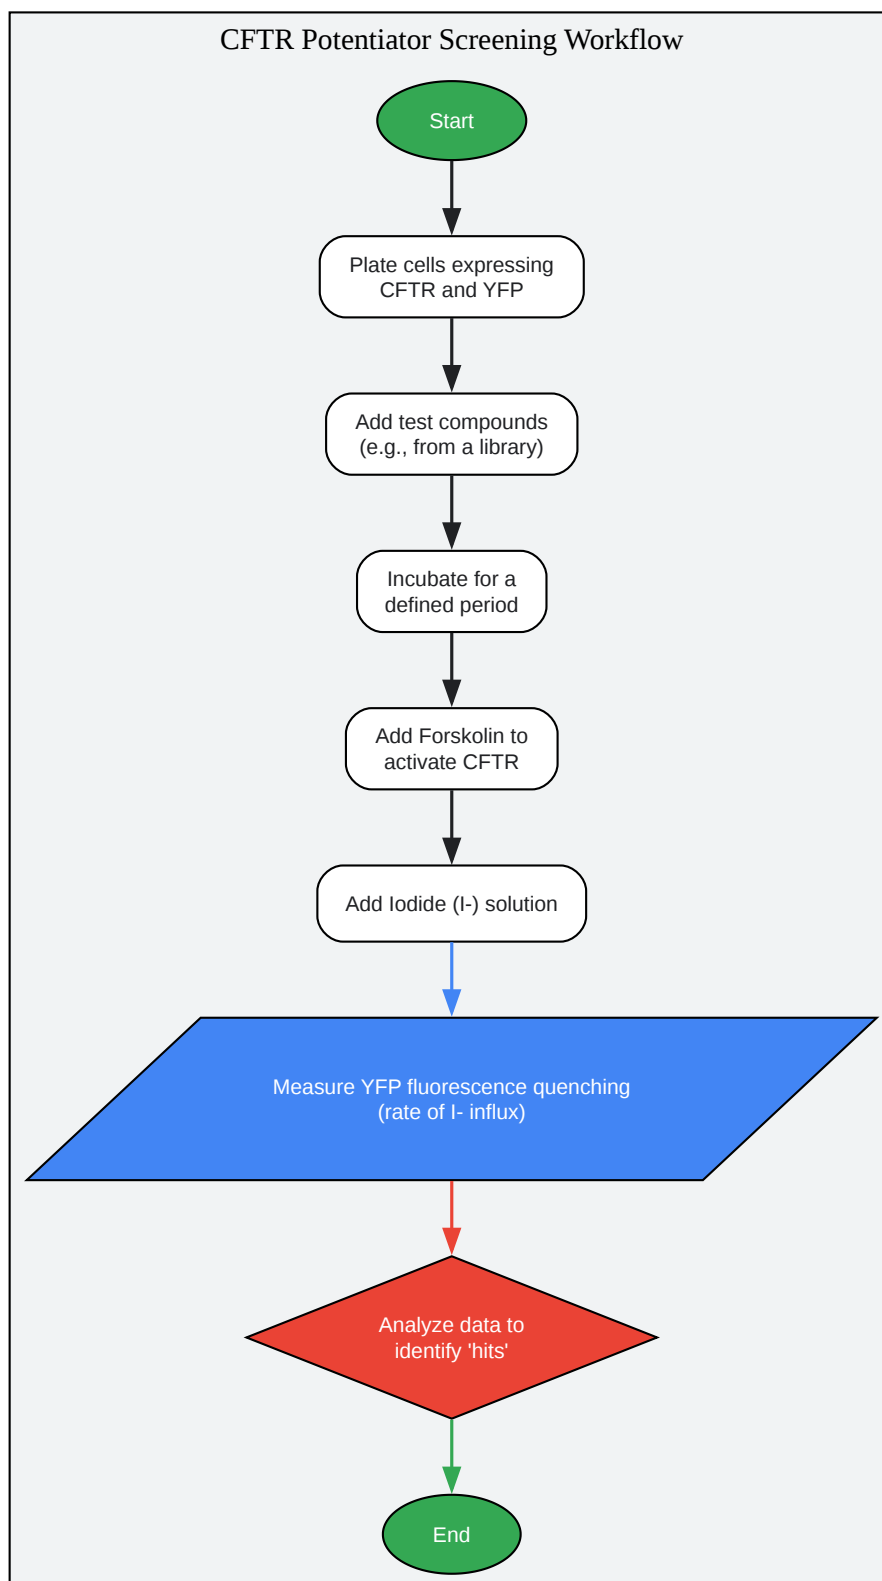 CFTR Potentiator Screening Workflow
Start
Plate cells expressing
CFTR and YFP
Add test compounds
(e.g., from a library)
Incubate for a
defined period
Add Forskolin to
activate CFTR
Add Iodide (I-) solution
Measure YFP fluorescence quenching
(rate of I- influx)
Analyze data to
identify 'hits'
End